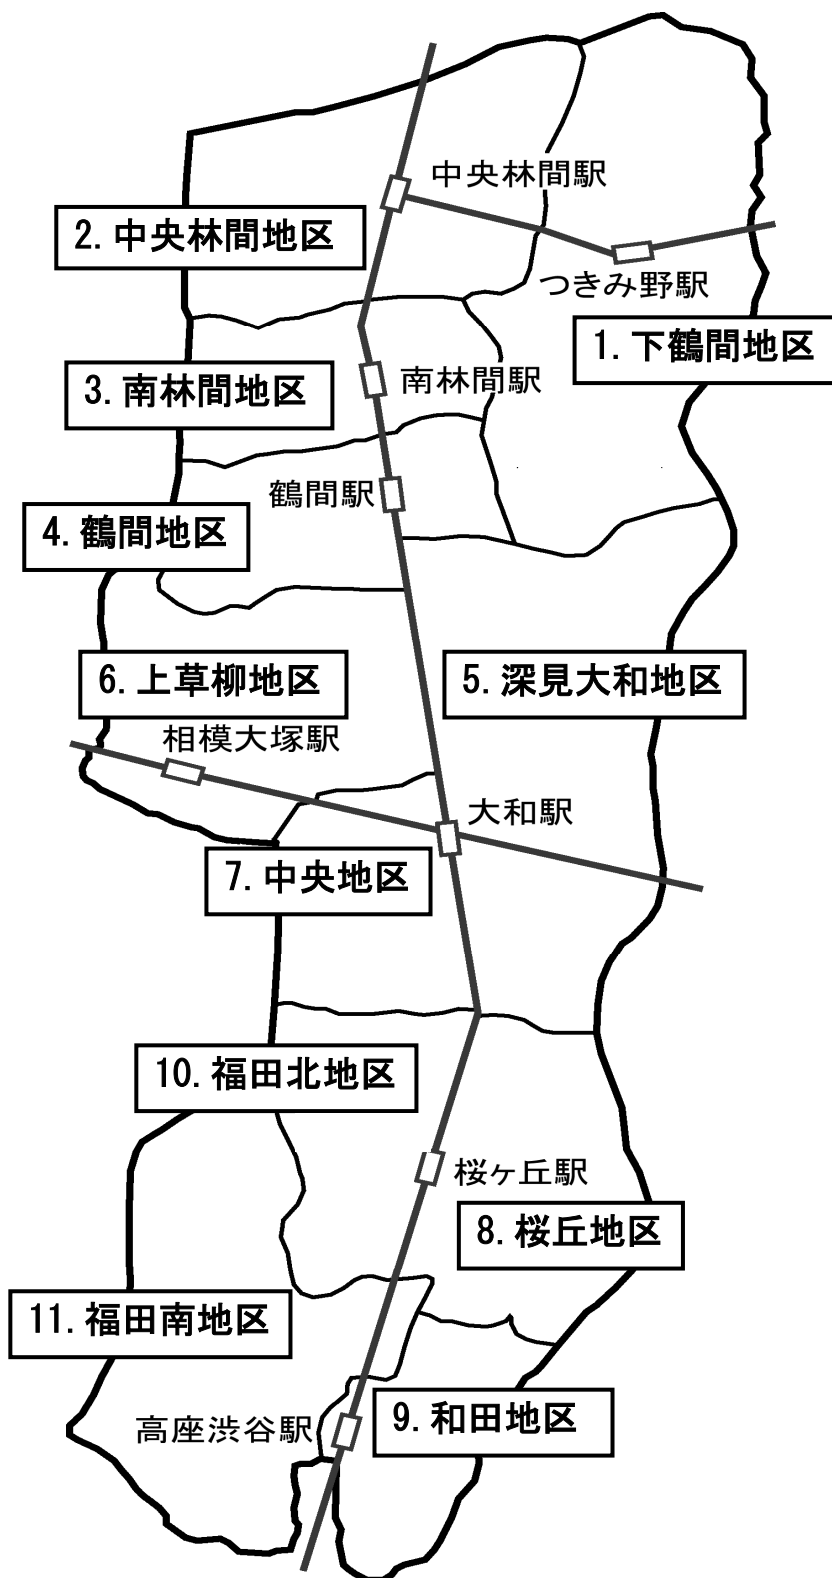 中央林間駅
2. 中央林間地区
つきみ野駅
1. 下鶴間地区
南林間駅
3. 南林間地区
鶴間駅
4. 鶴間地区
6. 上草柳地区
5. 深見大和地区
相模大塚駅
大和駅
7. 中央地区
10. 福田北地区
桜ヶ丘駅
8. 桜丘地区
11. 福田南地区
9. 和田地区
高座渋谷駅